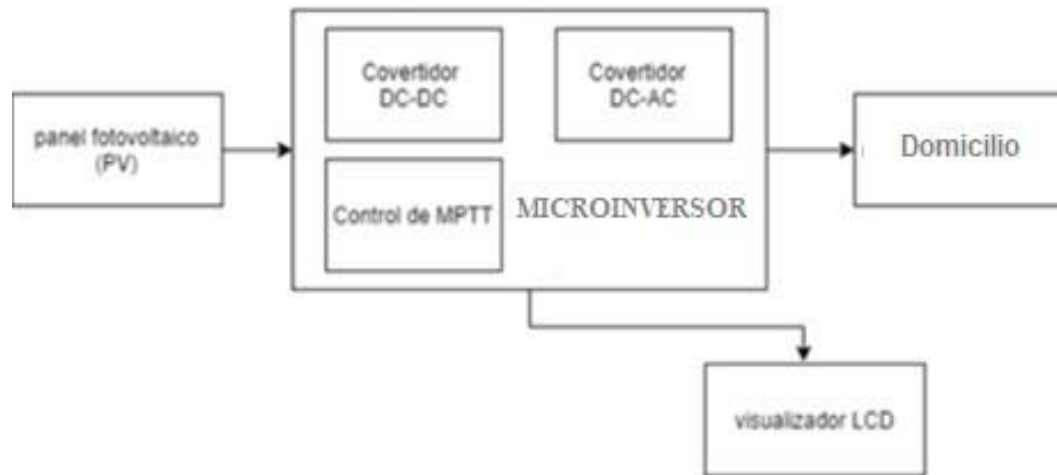 panel fotovoltaico
(PV)
Covertidor
DC-DC
Covertidor
DC-AC
Control de MPTT
MICROINVERSOR
Domicilio
visualizador LCD